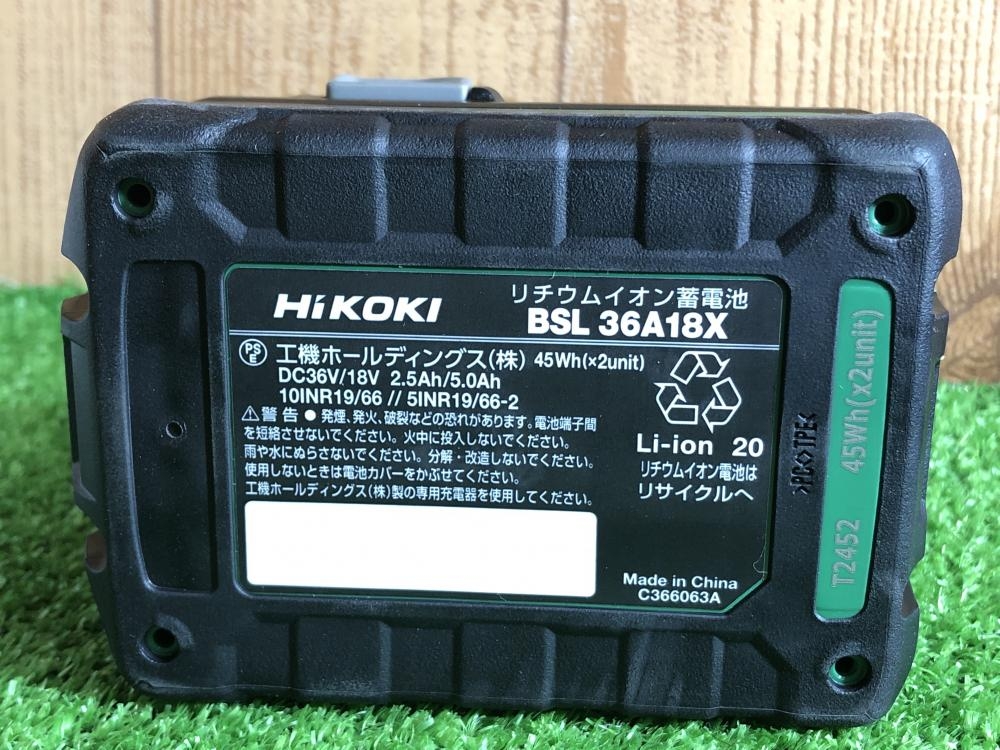 HiKOKI
リチウムイオン蓄電池
BSL 36A18X
PS E 工機ホールディングス(株) 45Wh(×2unit)
DC36V/18V 2.5Ah/5.0Ah
10INR19/66 // 5INR19/66-2
⚠警告 ● 発煙、発火、破裂などの恐れがあります。電池端子間
を短絡させないでください。火中に投入しないでください。
雨や水にぬらさないでください。分解・改造しないでください。
使用しないときは電池カバーをかぶせてください。
工機ホールディングス(株)製の専用充電器を使用してください。
Li-ion 20
リチウムイオン電池は
リサイクルへ
Made in China
C366063A
>PC<>TPE<
T2452 45Wh(x2unit)